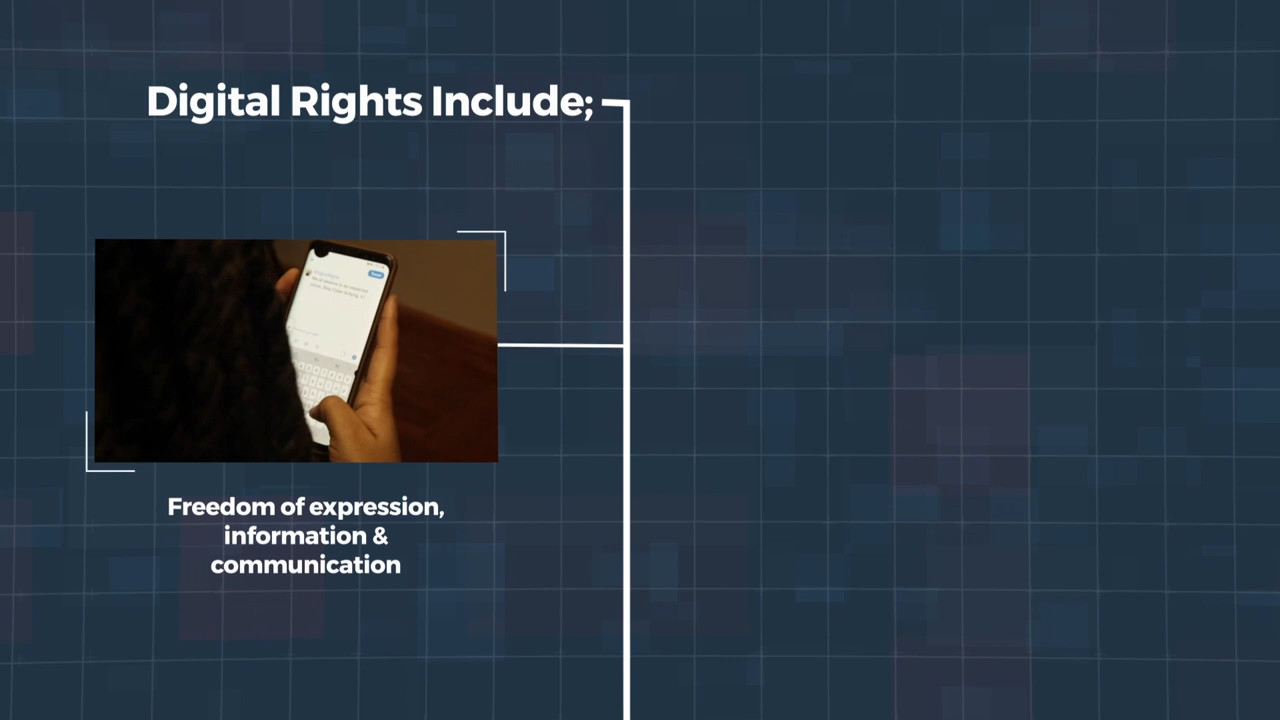 Digital Rights Include;
Freedom of expression,
information &
communication